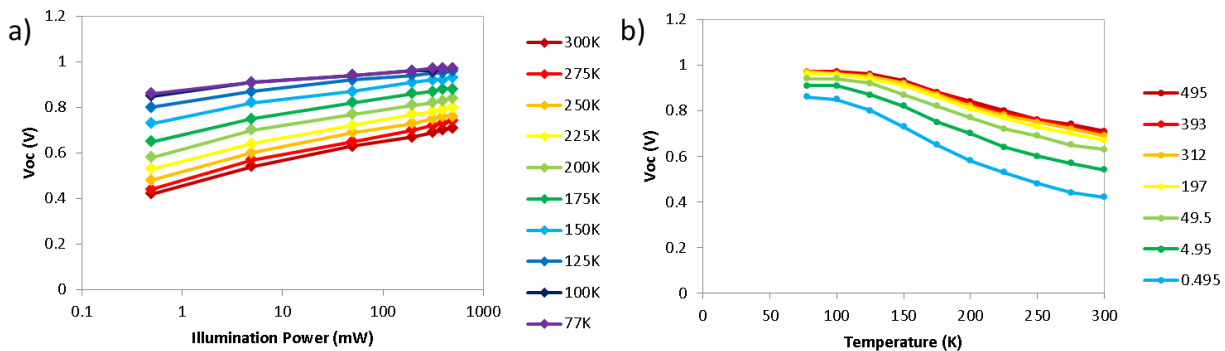 a)
1.2
1
0.8
0.6
0.4
0.2
0
Voc (V)
0.1
1
10
100
1000
Illumination Power (mW)
300K
275K
250K
225K
200K
175K
150K
125K
100K
77K
b)
1.2
1
0.8
0.6
0.4
0.2
0
Voc (V)
0
50
100
150
200
250
300
Temperature (K)
495
393
312
197
49.5
4.95
0.495